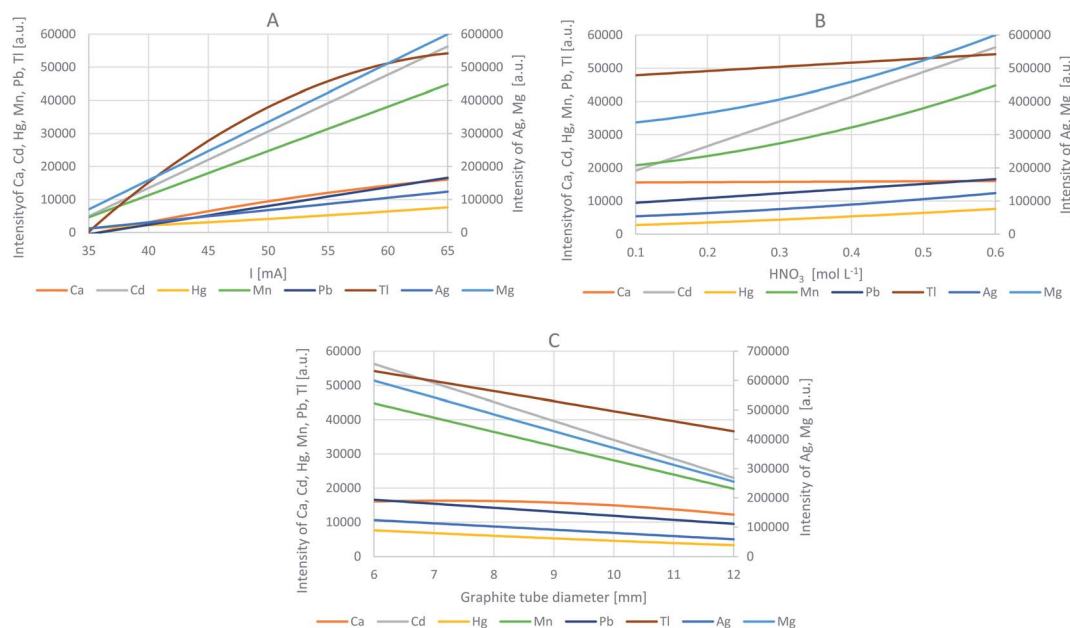 A
Intensity of Ca, Cd, Hg, Mn, Pb, Tl [a.u.]
60000
50000
40000
30000
20000
10000
0
600000
500000
400000
300000
200000
100000
0
Intensity of Ag, Mg [a.u.]
35 40 45 50 55 60 65
I [mA]
Ca Cd Hg Mn Pb Tl Ag Mg
B
Intensity of Ca, Cd, Hg, Mn, Pb, Tl [a.u.]
60000
50000
40000
30000
20000
10000
0
600000
500000
400000
300000
200000
100000
0
Intensity of Ag, Mg [a.u.]
0.1 0.2 0.3 0.4 0.5 0.6
HNO₃ [mol L⁻¹]
Ca Cd Hg Mn Pb Tl Ag Mg
C
Intensity of Ca, Cd, Hg, Mn, Pb, Tl [a.u.]
60000
50000
40000
30000
20000
10000
0
700000
600000
500000
400000
300000
200000
100000
0
Intensity of Ag, Mg [a.u.]
6 7 8 9 10 11 12
Graphite tube diameter [mm]
Ca Cd Hg Mn Pb Tl Ag Mg